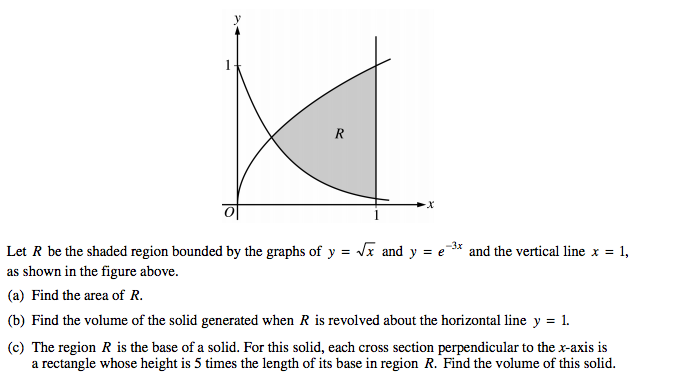 y
1
R
O
1
x
Let R be the shaded region bounded by the graphs of y = √x and y = e⁻³ˣ and the vertical line x = 1,
as shown in the figure above.
(a) Find the area of R.
(b) Find the volume of the solid generated when R is revolved about the horizontal line y = 1.
(c) The region R is the base of a solid. For this solid, each cross section perpendicular to the x-axis is
a rectangle whose height is 5 times the length of its base in region R. Find the volume of this solid.